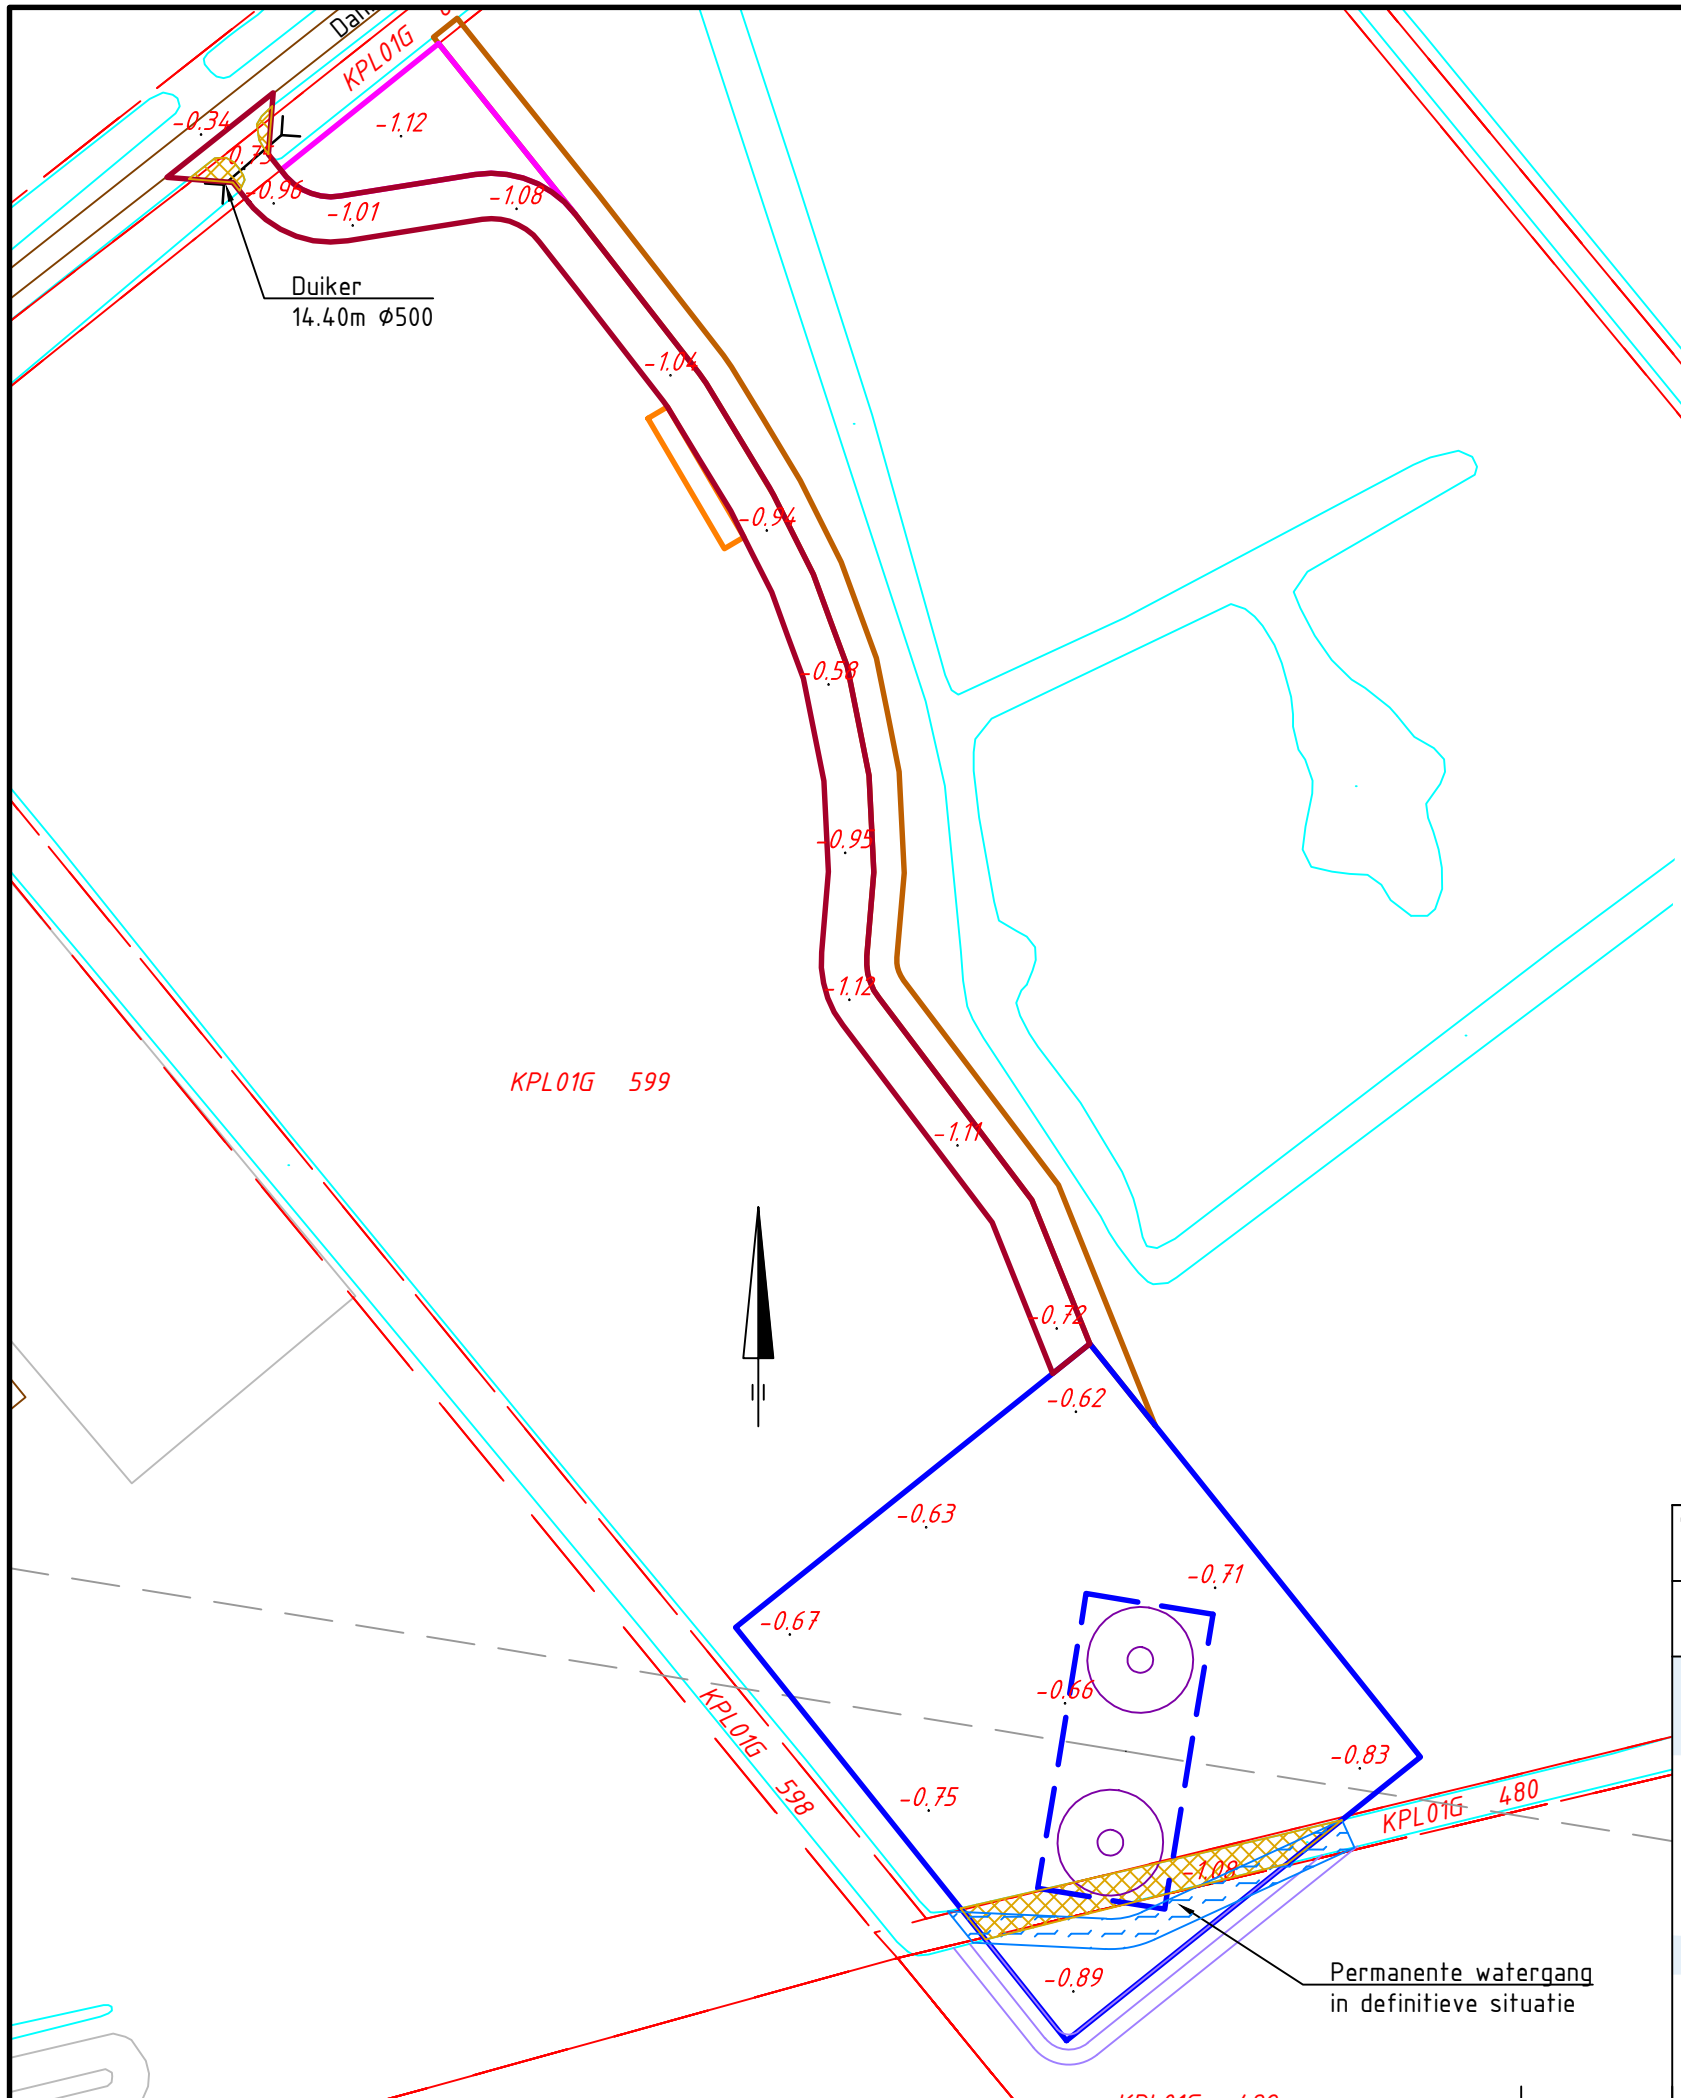 KPL01G
-0.34
-1.12
-0.96
-1.01
-1.08
Duiker
14.40m Ø500
-1.04
-0.94
-0.58
-0.95
-1.12
KPL01G 599
-1.11
-0.72
-0.62
-0.63
-0.71
-0.67
-0.66
KPL01G 598
-0.83
-0.75
KPL01G 480
-1.08
-0.89
Permanente watergang
in definitieve situatie